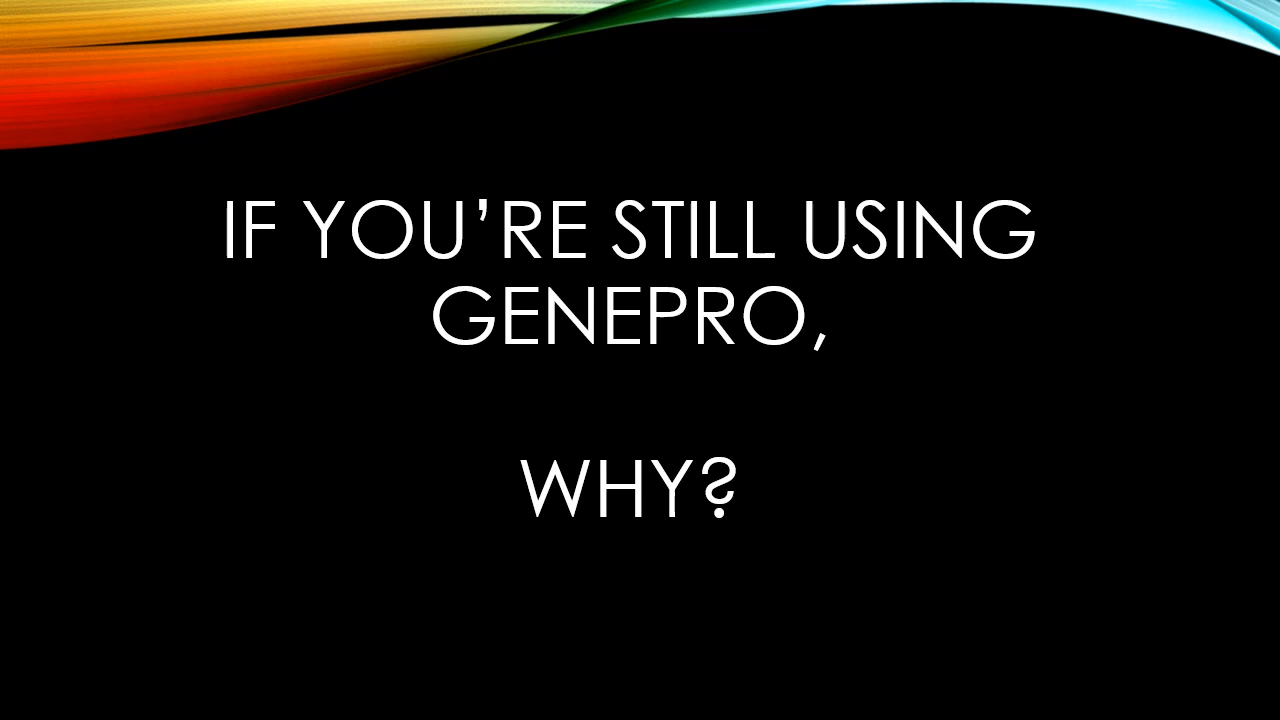 IF YOU’RE STILL USING
GENEPRO,
WHY?